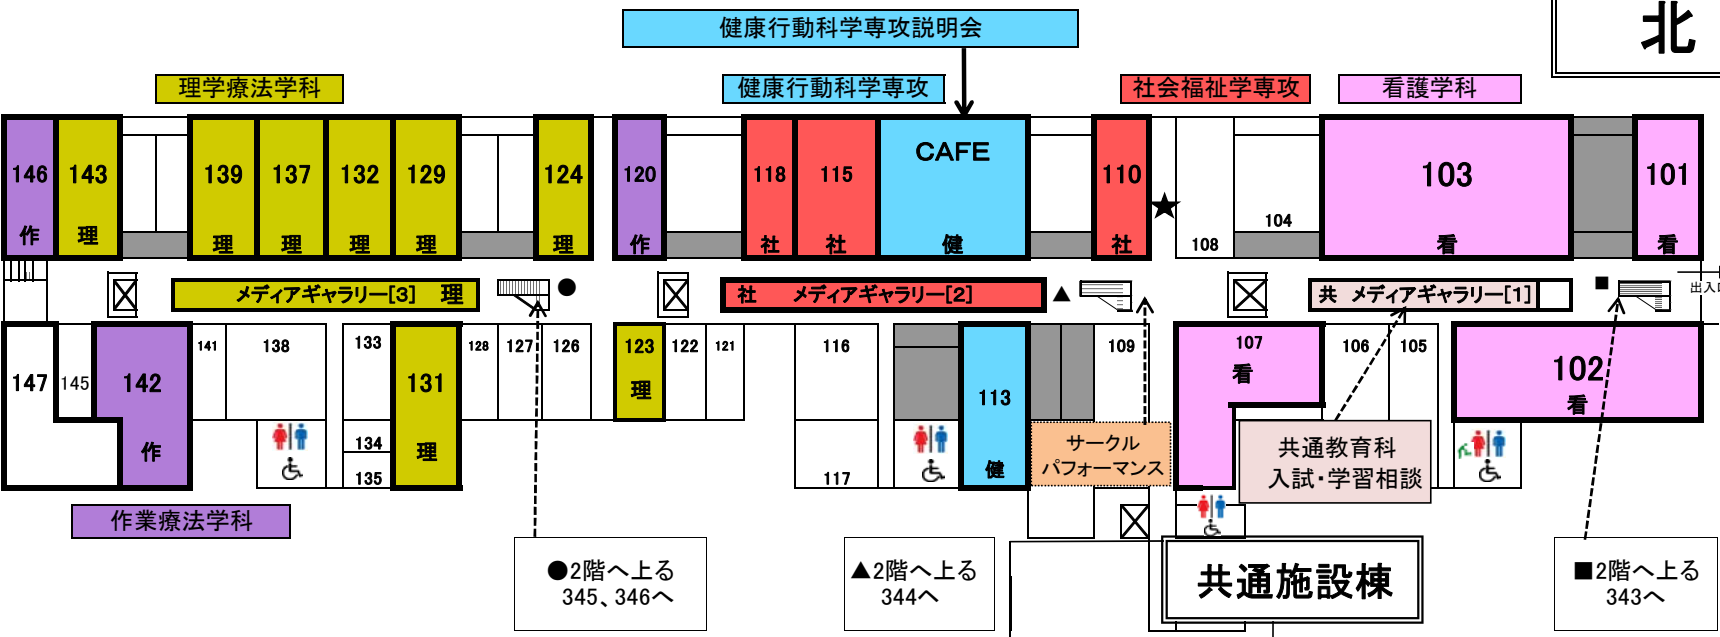 北
健康行動科学専攻説明会
理学療法学科
健康行動科学専攻
社会福祉学専攻
看護学科
146
作
143
理
139
理
137
理
132
理
129
理
124
理
120
作
118
社
115
社
CAFE
健
110
社
★
108
104
103
看
101
看
メディアギャラリー[3] 理
●
社 メディアギャラリー[2]
▲
共 メディアギャラリー[1]
■
出入口
147
145
142
作
141
138
133
134
135
131
理
128
127
126
123
理
122
121
116
117
113
健
109
107
看
106
105
102
看
サークル
パフォーマンス
共通教育科
入試・学習相談
作業療法学科
●2階へ上る
345、346へ
▲2階へ上る
344へ
共通施設棟
■2階へ上る
343へ